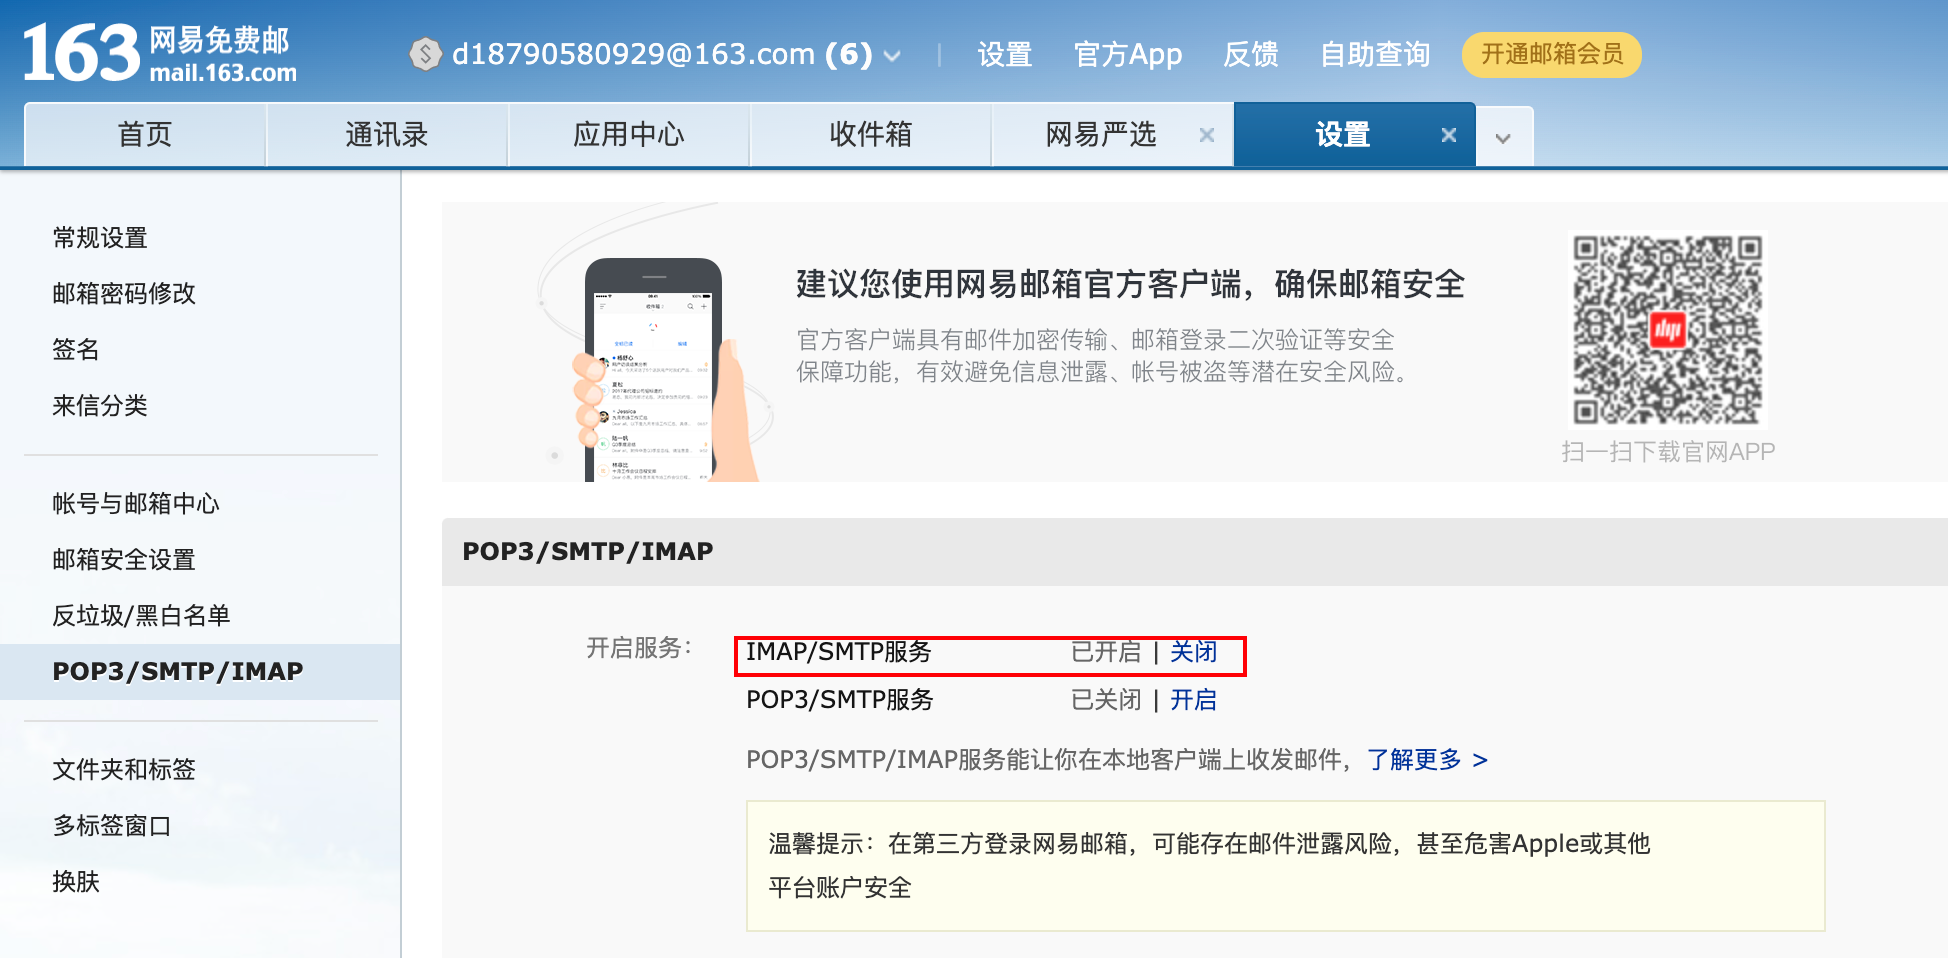 163 网易免费邮
mail.163.com
d18790580929@163.com (6)
设置 官方App 反馈 自助查询 开通邮箱会员
首页 通讯录 应用中心 收件箱 网易严选 设置
常规设置
邮箱密码修改
签名
来信分类
帐号与邮箱中心
邮箱安全设置
反垃圾/黑白名单
POP3/SMTP/IMAP
文件夹和标签
多标签窗口
换肤
建议您使用网易邮箱官方客户端，确保邮箱安全
官方客户端具有邮件加密传输、邮箱登录二次验证等安全
保障功能，有效避免信息泄露、帐号被盗等潜在安全风险。
扫一扫下载官网APP
POP3/SMTP/IMAP
开启服务： IMAP/SMTP服务 已开启 | 关闭
POP3/SMTP服务 已关闭 | 开启
POP3/SMTP/IMAP服务能让你在本地客户端上收发邮件，了解更多 >
温馨提示：在第三方登录网易邮箱，可能存在邮件泄露风险，甚至危害Apple或其他
平台账户安全